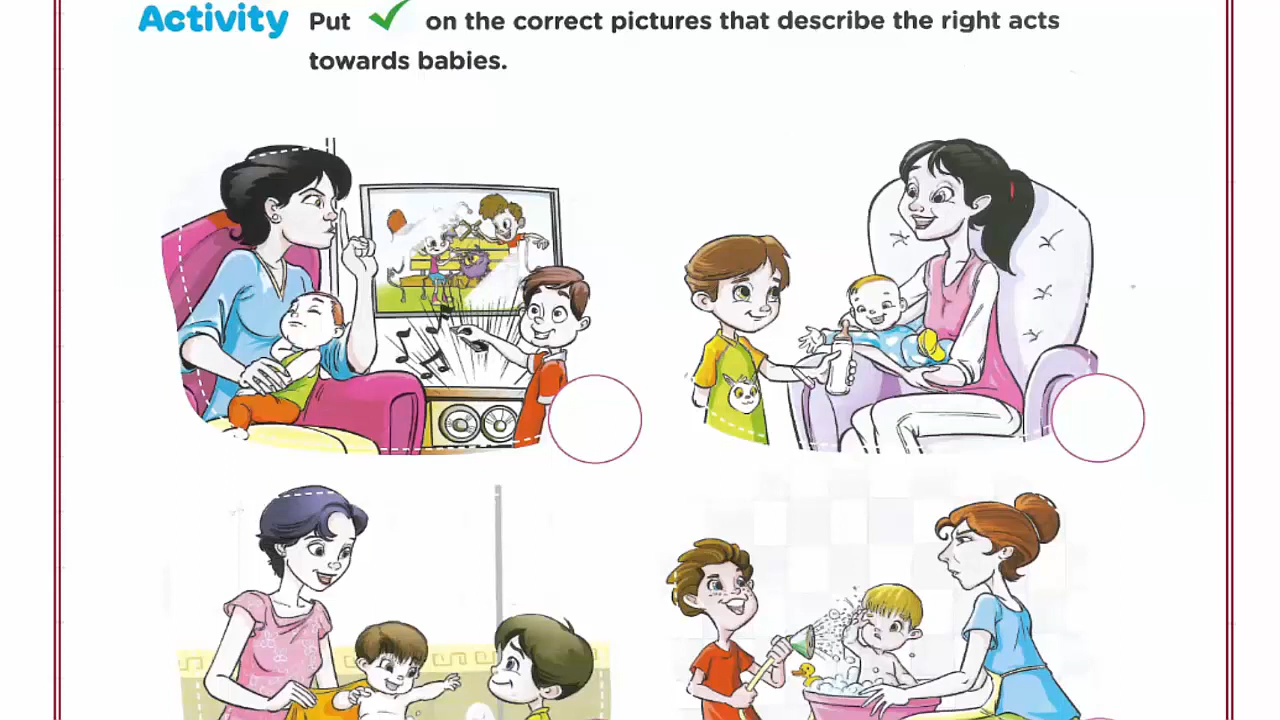 Activity Put on the correct pictures that describe the right acts
towards babies.